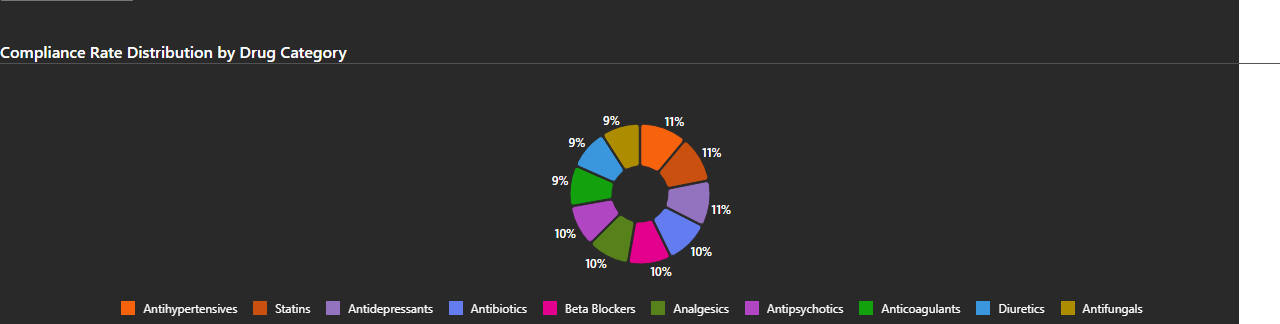 Compliance Rate Distribution by Drug Category
9%
11%
9%
11%
9%
11%
10%
10%
10%
10%
10%
Antihypertensives
Statins
Antidepressants
Antibiotics
Beta Blockers
Analgesics
Antipsychotics
Anticoagulants
Diuretics
Antifungals